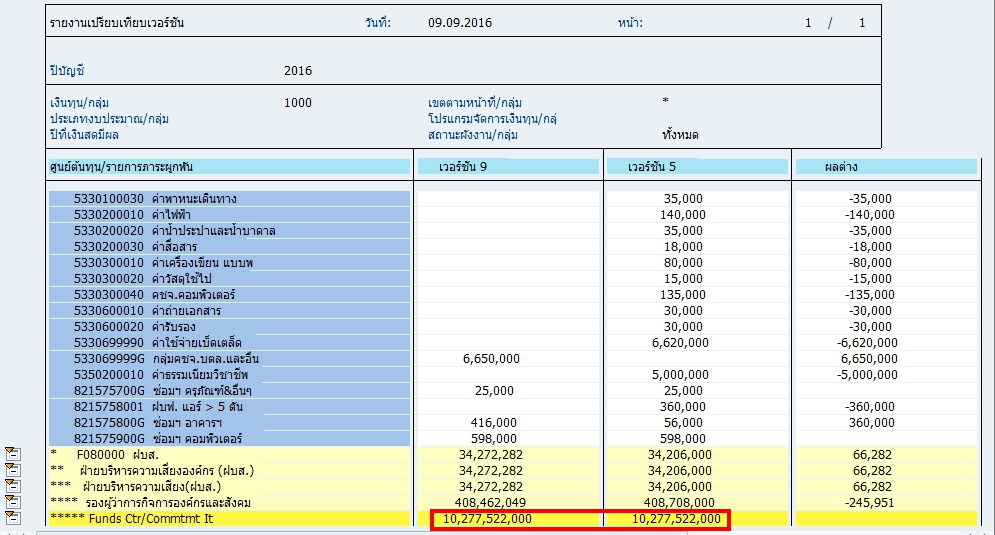 รายงานเปรียบเทียบเวอร์ชัน วันที่: 09.09.2016 หน้า: 1 / 1
ปีบัญชี 2016
เงินทุน/กลุ่ม 1000 เขตตามหน้าที่/กลุ่ม *
ประเภทงบประมาณ/กลุ่ม โปรแกรมจัดการเงินทุน/กลุ่
ปีที่เงินสดมีผล สถานะผังงาน/กลุ่ม ทั้งหมด
ศูนย์ต้นทุน/รายการภาระผูกพัน เวอร์ชัน 9 เวอร์ชัน 5 ผลต่าง
5330100030 ค่าพาหนะเดินทาง 35,000 -35,000
5330200010 ค่าไฟฟ้า 140,000 -140,000
5330200020 ค่าน้ำประปาและน้ำบาดาล 35,000 -35,000
5330200030 ค่าสื่อสาร 18,000 -18,000
5330300010 ค่าเครื่องเขียน แบบพ 80,000 -80,000
5330300020 ค่าวัสดุใช้ไป 15,000 -15,000
5330300040 คชจ.คอมพิวเตอร์ 135,000 -135,000
5330600010 ค่าถ่ายเอกสาร 30,000 -30,000
5330600020 ค่ารับรอง 30,000 -30,000
5330699990 ค่าใช้จ่ายเบ็ดเตล็ด 6,620,000 -6,620,000
533069999G กลุ่มคชจ.บตล.และอื่น 6,650,000 6,650,000
5350200010 ค่าธรรมเนียมวิชาชีพ 5,000,000 -5,000,000
821575700G ซ่อมฯ ครุภัณฑ์&อื่นๆ 25,000 25,000
8215758001 ฝบฟ. แอร์ > 5 ตัน 360,000 -360,000
821575800G ซ่อมฯ อาคารฯ 416,000 56,000 360,000
821575900G ซ่อมฯ คอมพิวเตอร์ 598,000 598,000
* F080000 ฝบส. 34,272,282 34,206,000 66,282
** ฝ่ายบริหารความเสี่ยงองค์กร (ฝบส.) 34,272,282 34,206,000 66,282
*** ฝ่ายบริหารความเสี่ยง(ฝบส.) 34,272,282 34,206,000 66,282
**** รองผู้ว่าการกิจการองค์กรและสังคม 408,462,049 408,708,000 -245,951
***** Funds Ctr/Commtmt It 10,277,522,000 10,277,522,000